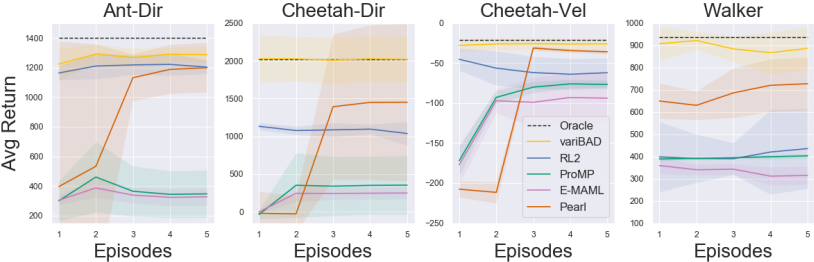 Ant-Dir
Cheetah-Dir
Cheetah-Vel
Walker
Avg Return
1400
1200
1000
800
600
400
200
1 2 3 4 5
Episodes
2500
2000
1500
1000
500
0
1 2 3 4 5
Episodes
0
−50
−100
−150
−200
−250
1 2 3 4 5
Episodes
Oracle
variBAD
RL2
ProMP
E-MAML
Pearl
1000
900
800
700
600
500
400
300
200
100
1 2 3 4 5
Episodes